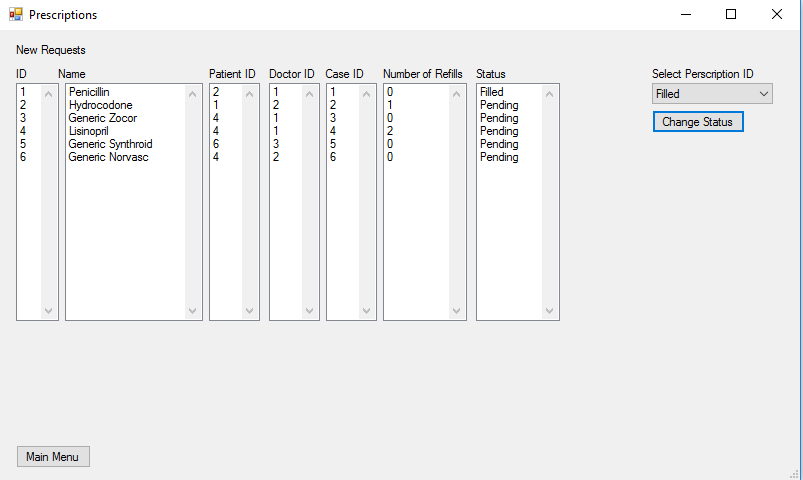 Prescriptions
New Requests
ID Name Patient ID Doctor ID Case ID Number of Refills Status Select Perscription ID
1 Penicillin 2 1 1 0 Filled Filled
2 Hydrocodone 1 2 2 1 Pending
3 Generic Zocor 4 1 3 0 Pending Change Status
4 Lisinopril 4 1 4 2 Pending
5 Generic Synthroid 6 3 5 0 Pending
6 Generic Norvasc 4 2 6 0 Pending
Main Menu